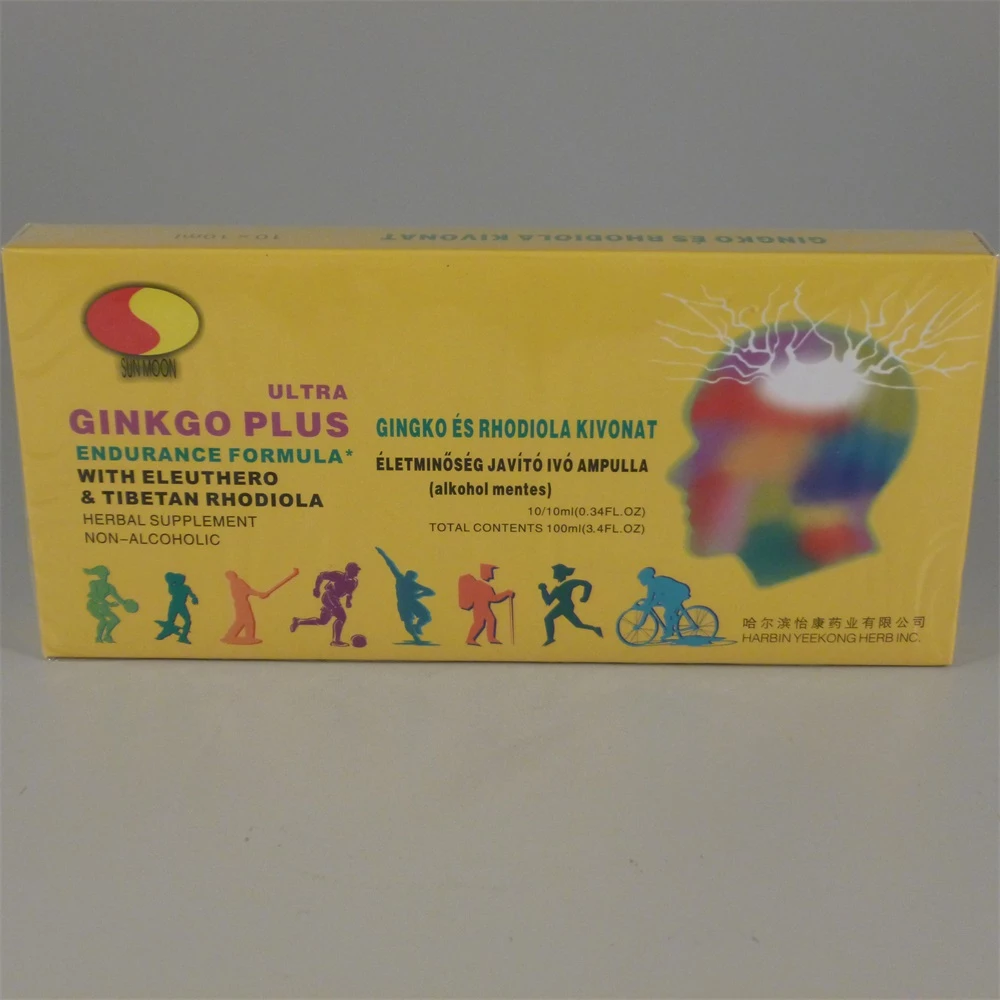 GINGKO ÉS RHODIOLA KIVONAT
SUN MOON
ULTRA
GINKGO PLUS
ENDURANCE FORMULA*
WITH ELEUTHERO
& TIBETAN RHODIOLA
HERBAL SUPPLEMENT
NON-ALCOHOLIC
GINGKO ÉS RHODIOLA KIVONAT
ÉLETMINŐSÉG JAVÍTÓ IVÓ AMPULLA
(alkohol mentes)
10/10ml(0.34FL.OZ)
TOTAL CONTENTS 100ml(3.4FL.OZ)
哈尔滨怡康药业有限公司
HARBIN YEEKONG HERB INC.